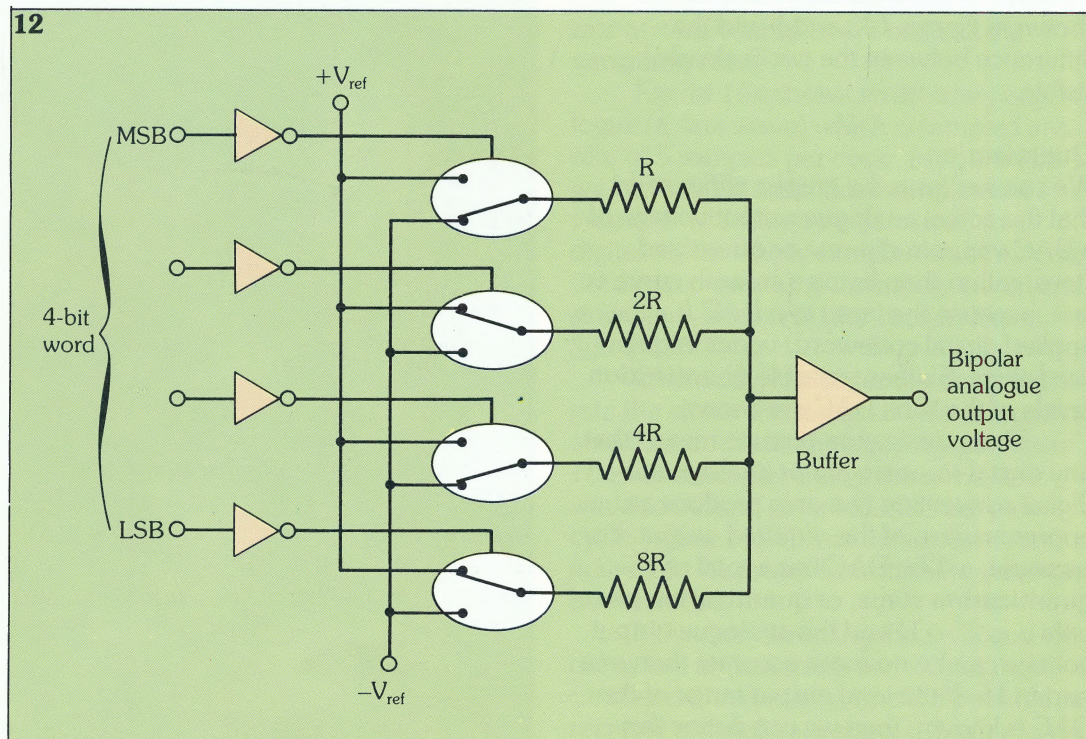 12
+V_ref
MSB
R
2R
4-bit
word
4R
Bipolar
analogue
output
voltage
Buffer
LSB
8R
−V_ref